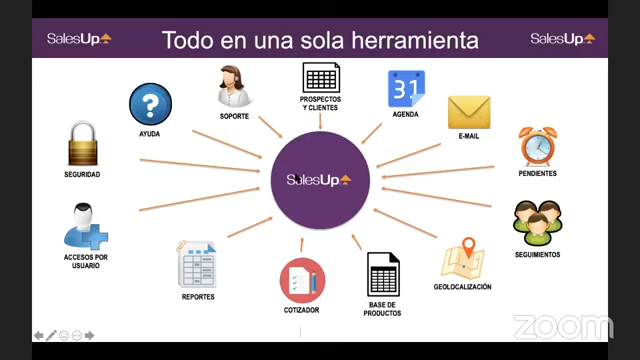 SalesUp
Todo en una sola herramienta
SalesUp
SOPORTE
PROSPECTOS
Y CLIENTES
31
AGENDA
?
AYUDA
E-MAIL
SEGURIDAD
SalesUp
PENDIENTES
ACCESOS POR
USUARIO
SEGUIMIENTOS
REPORTES
COTIZADOR
BASE DE
PRODUCTOS
GEOLOCALIZACIÓN
zoom